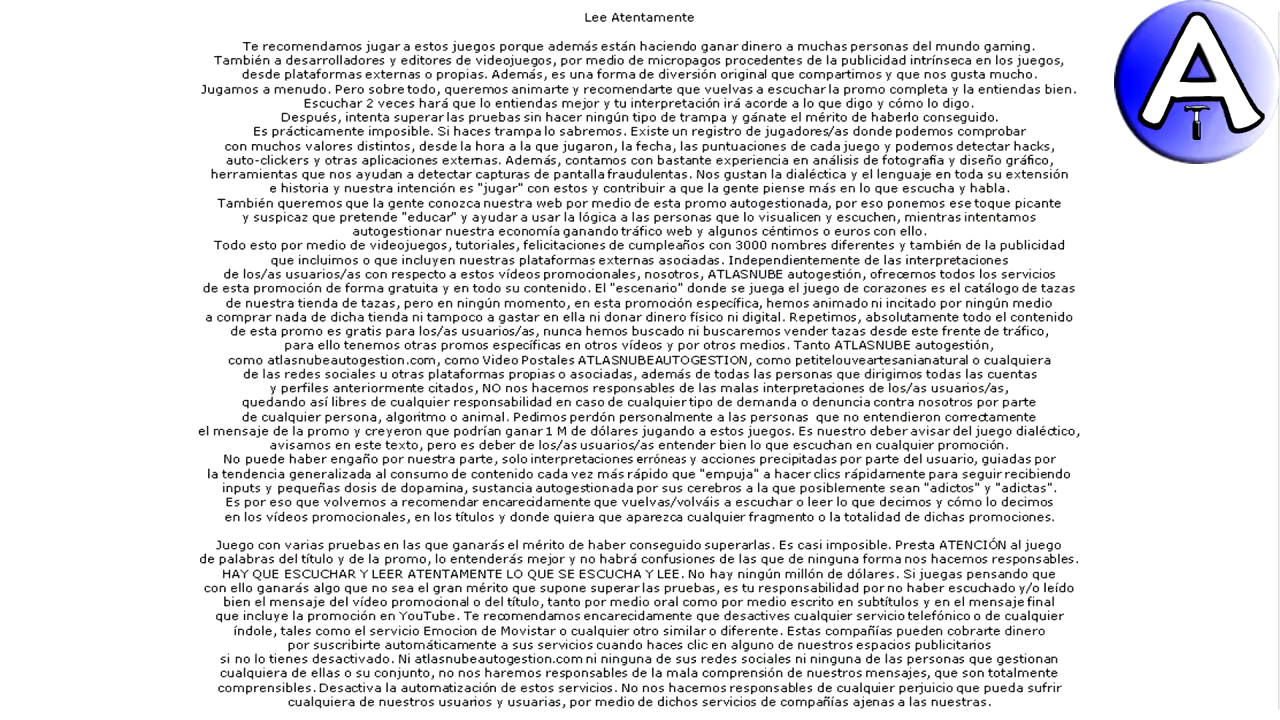 Lee Atentamente
Te recomendamos jugar a estos juegos porque además están haciendo ganar dinero a muchas personas del mundo gaming.
También a desarrolladores y editores de videojuegos, por medio de micropagos procedentes de la publicidad intrínseca en los juegos,
desde plataformas externas o propias. Además, es una forma de diversión original que compartimos y que nos gusta mucho.
Jugamos a menudo. Pero sobre todo, queremos animarte y recomendarte que vuelvas a escuchar la promo completa y la entiendas bien.
Escuchar 2 veces hará que lo entiendas mejor y tu interpretación irá acorde a lo que digo y cómo lo digo.
Después, intenta superar las pruebas sin hacer ningún tipo de trampa y gánate el mérito de haberlo conseguido.
Es prácticamente imposible. Si haces trampa lo sabremos. Existe un registro de jugadores/as donde podemos comprobar
con muchos valores distintos, desde la hora a la que jugaron, la fecha, las puntuaciones de cada juego y podemos detectar hacks,
auto-clickers y otras aplicaciones externas. Además, contamos con bastante experiencia en análisis de fotografía y diseño gráfico,
herramientas que nos ayudan a detectar capturas de pantalla fraudulentas. Nos gustan la dialéctica y el lenguaje en toda su extensión
e historia y nuestra intención es "jugar" con estos y contribuir a que la gente piense más en lo que escucha y habla.
También queremos que la gente conozca nuestra web por medio de esta promo autogestionada, por eso ponemos ese toque picante
y suspicaz que pretende "educar" y ayudar a usar la lógica a las personas que lo visualicen y escuchen, mientras intentamos
autogestionar nuestra economía ganando tráfico web y algunos céntimos o euros con ello.
Todo esto por medio de videojuegos, tutoriales, felicitaciones de cumpleaños con 3000 nombres diferentes y también de la publicidad
que incluimos o que incluyen nuestras plataformas externas asociadas. Independientemente de las interpretaciones
de los/as usuarios/as con respecto a estos vídeos promocionales, nosotros, ATLASNUBE autogestión, ofrecemos todos los servicios
de esta promoción de forma gratuita y en todo su contenido. El "escenario" donde se juega el juego de corazones es el catálogo de tazas
de nuestra tienda de tazas, pero en ningún momento, en esta promoción específica, hemos animado ni incitado por ningún medio
a comprar nada de dicha tienda ni tampoco a gastar en ella ni donar dinero físico ni digital. Repetimos, absolutamente todo el contenido
de esta promo es gratis para los/as usuarios/as, nunca hemos buscado ni buscaremos vender tazas desde este frente de tráfico,
para ello tenemos otras promos específicas en otros vídeos y por otros medios. Tanto ATLASNUBE autogestión,
como atlasnubeautogestion.com, como Video Postales ATLASNUBEAUTOGESTION, como petitelouveartesanianatural o cualquiera
de las redes sociales u otras plataformas propias o asociadas, además de todas las personas que dirigimos todas las cuentas
y perfiles anteriormente citados, NO nos hacemos responsables de las malas interpretaciones de los/as usuarios/as,
quedando así libres de cualquier responsabilidad en caso de cualquier tipo de demanda o denuncia contra nosotros por parte
de cualquier persona, algoritmo o animal. Pedimos perdón personalmente a las personas que no entendieron correctamente
el mensaje de la promo y creyeron que podrían ganar 1 M de dólares jugando a estos juegos. Es nuestro deber avisar del juego dialéctico,
avisamos en este texto, pero es deber de los/as usuarios/as entender bien lo que escuchan en cualquier promoción.
No puede haber engaño por nuestra parte, solo interpretaciones erróneas y acciones precipitadas por parte del usuario, guiadas por
la tendencia generalizada al consumo de contenido cada vez más rápido que "empuja" a hacer clics rápidamente para seguir recibiendo
inputs y pequeñas dosis de dopamina, sustancia autogestionada por sus cerebros a la que posiblemente sean "adictos" y "adictas".
Es por eso que volvemos a recomendar encarecidamente que vuelvas/volváis a escuchar o leer lo que decimos y cómo lo decimos
en los vídeos promocionales, en los títulos y donde quiera que aparezca cualquier fragmento o la totalidad de dichas promociones.
Juego con varias pruebas en las que ganarás el mérito de haber conseguido superarlas. Es casi imposible. Presta ATENCIÓN al juego
de palabras del título y de la promo, lo entenderás mejor y no habrá confusiones de las que de ninguna forma nos hacemos responsables.
HAY QUE ESCUCHAR Y LEER ATENTAMENTE LO QUE SE ESCUCHA Y LEE. No hay ningún millón de dólares. Si juegas pensando que
con ello ganarás algo que no sea el gran mérito que supone superar las pruebas, es tu responsabilidad por no haber escuchado y/o leído
bien el mensaje del vídeo promocional o del título, tanto por medio oral como por medio escrito en subtítulos y en el mensaje final
que incluye la promoción en YouTube. Te recomendamos encarecidamente que desactives cualquier servicio telefónico o de cualquier
índole, tales como el servicio Emocion de Movistar o cualquier otro similar o diferente. Estas compañías pueden cobrarte dinero
por suscribirte automáticamente a sus servicios cuando haces clic en alguno de nuestros espacios publicitarios
si no lo tienes desactivado. Ni atlasnubeautogestion.com ni ninguna de sus redes sociales ni ninguna de las personas que gestionan
cualquiera de ellas o su conjunto, no nos haremos responsables de la mala comprensión de nuestros mensajes, que son totalmente
comprensibles. Desactiva la automatización de estos servicios. No nos hacemos responsables de cualquier perjuicio que pueda sufrir
cualquiera de nuestros usuarios y usuarias, por medio de dichos servicios de compañías ajenas a las nuestras.
A